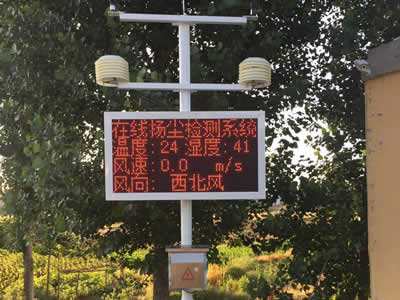 在线扬尘检测系统
温度:24 湿度:41
风速:0.0 m/s
风向: 西北风